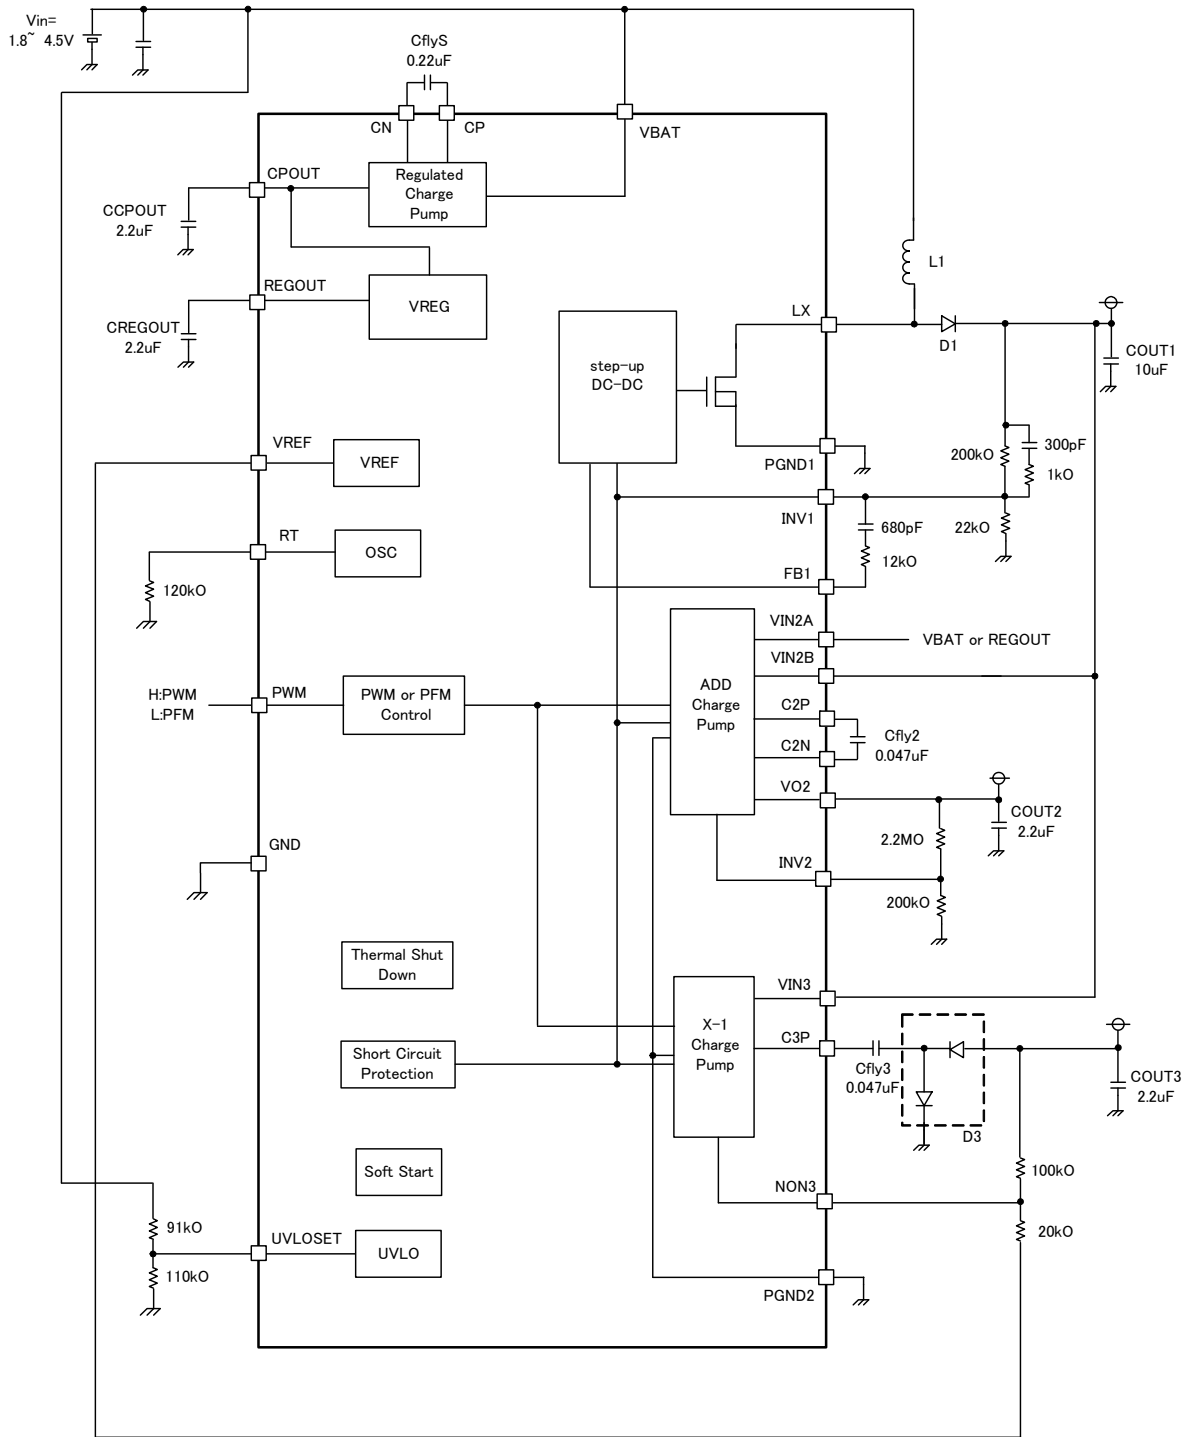 Vin=
1.8~ 4.5V
CflyS
0.22uF
CN
CP
VBAT
CPOUT
Regulated
Charge
Pump
CCPOUT
2.2uF
REGOUT
VREG
CREGOUT
2.2uF
L1
LX
D1
step-up
DC-DC
COUT1
10uF
VREF
VREF
PGND1
200kO
300pF
1kO
INV1
680pF
22kO
12kO
RT
OSC
FB1
120kO
VIN2A
VBAT or REGOUT
VIN2B
H:PWM
L:PFM
PWM
PWM or PFM
Control
ADD
Charge
Pump
C2P
C2N
Cfly2
0.047uF
VO2
COUT2
2.2uF
2.2MO
GND
INV2
200kO
Thermal Shut
Down
VIN3
X-1
Charge
Pump
C3P
Short Circuit
Protection
Cfly3
0.047uF
COUT3
2.2uF
D3
Soft Start
NON3
100kO
20kO
91kO
UVLOSET
UVLO
110kO
PGND2